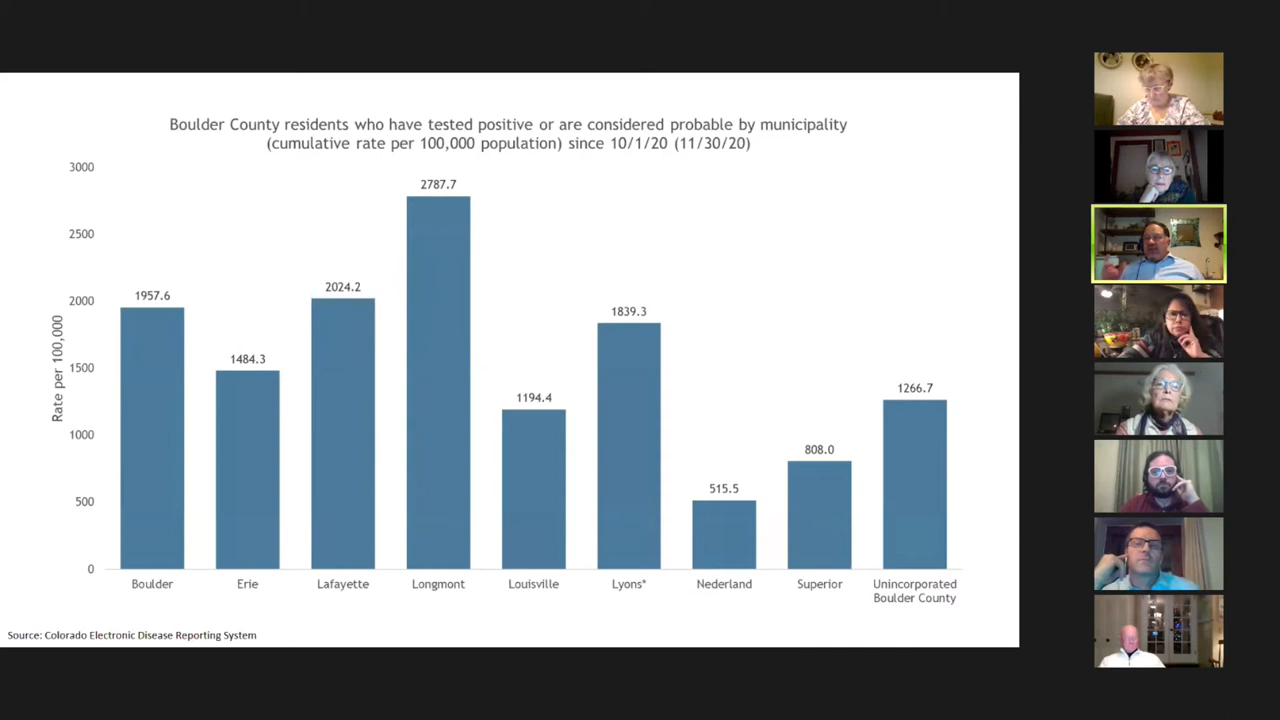 Boulder County residents who have tested positive or are considered probable by municipality
(cumulative rate per 100,000 population) since 10/1/20 (11/30/20)
Rate per 100,000
3000
2500
2000
1500
1000
500
0
1957.6
1484.3
2024.2
2787.7
1194.4
1839.3
515.5
808.0
1266.7
Boulder
Erie
Lafayette
Longmont
Louisville
Lyons*
Nederland
Superior
Unincorporated
Boulder County
Source: Colorado Electronic Disease Reporting System